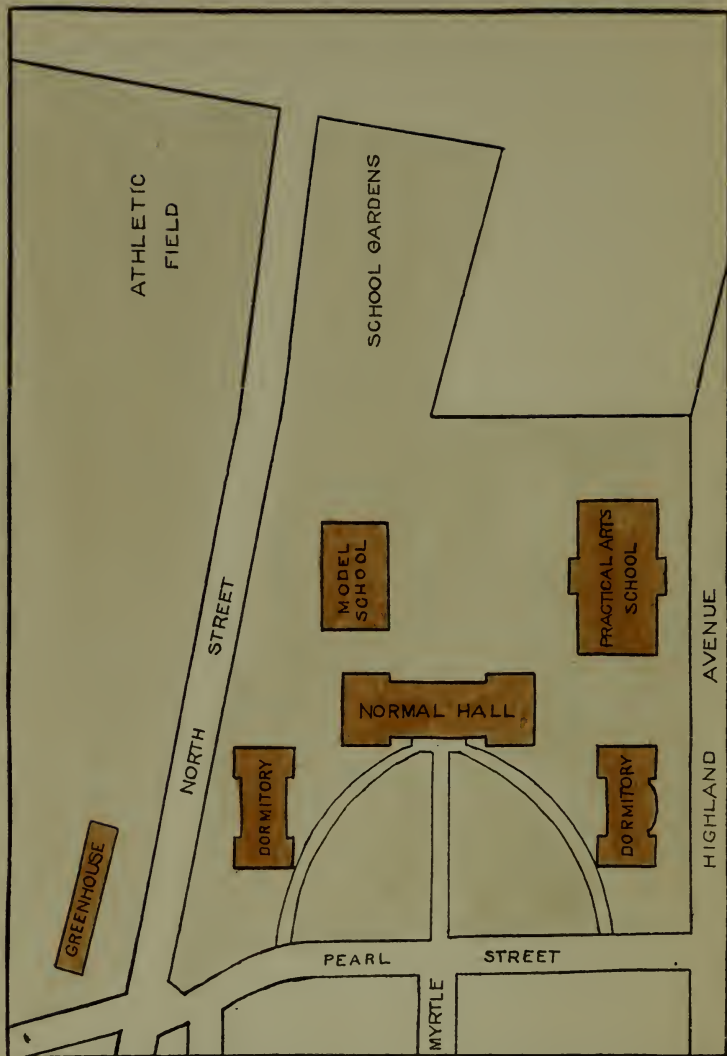 ATHLETIC
FIELD
SCHOOL GARDENS
NORTH STREET
MODEL
SCHOOL
PRACTICAL ARTS
SCHOOL
NORMAL HALL
DORMITORY
DORMITORY
HIGHLAND AVENUE
GREENHOUSE
PEARL STREET
MYRTLE